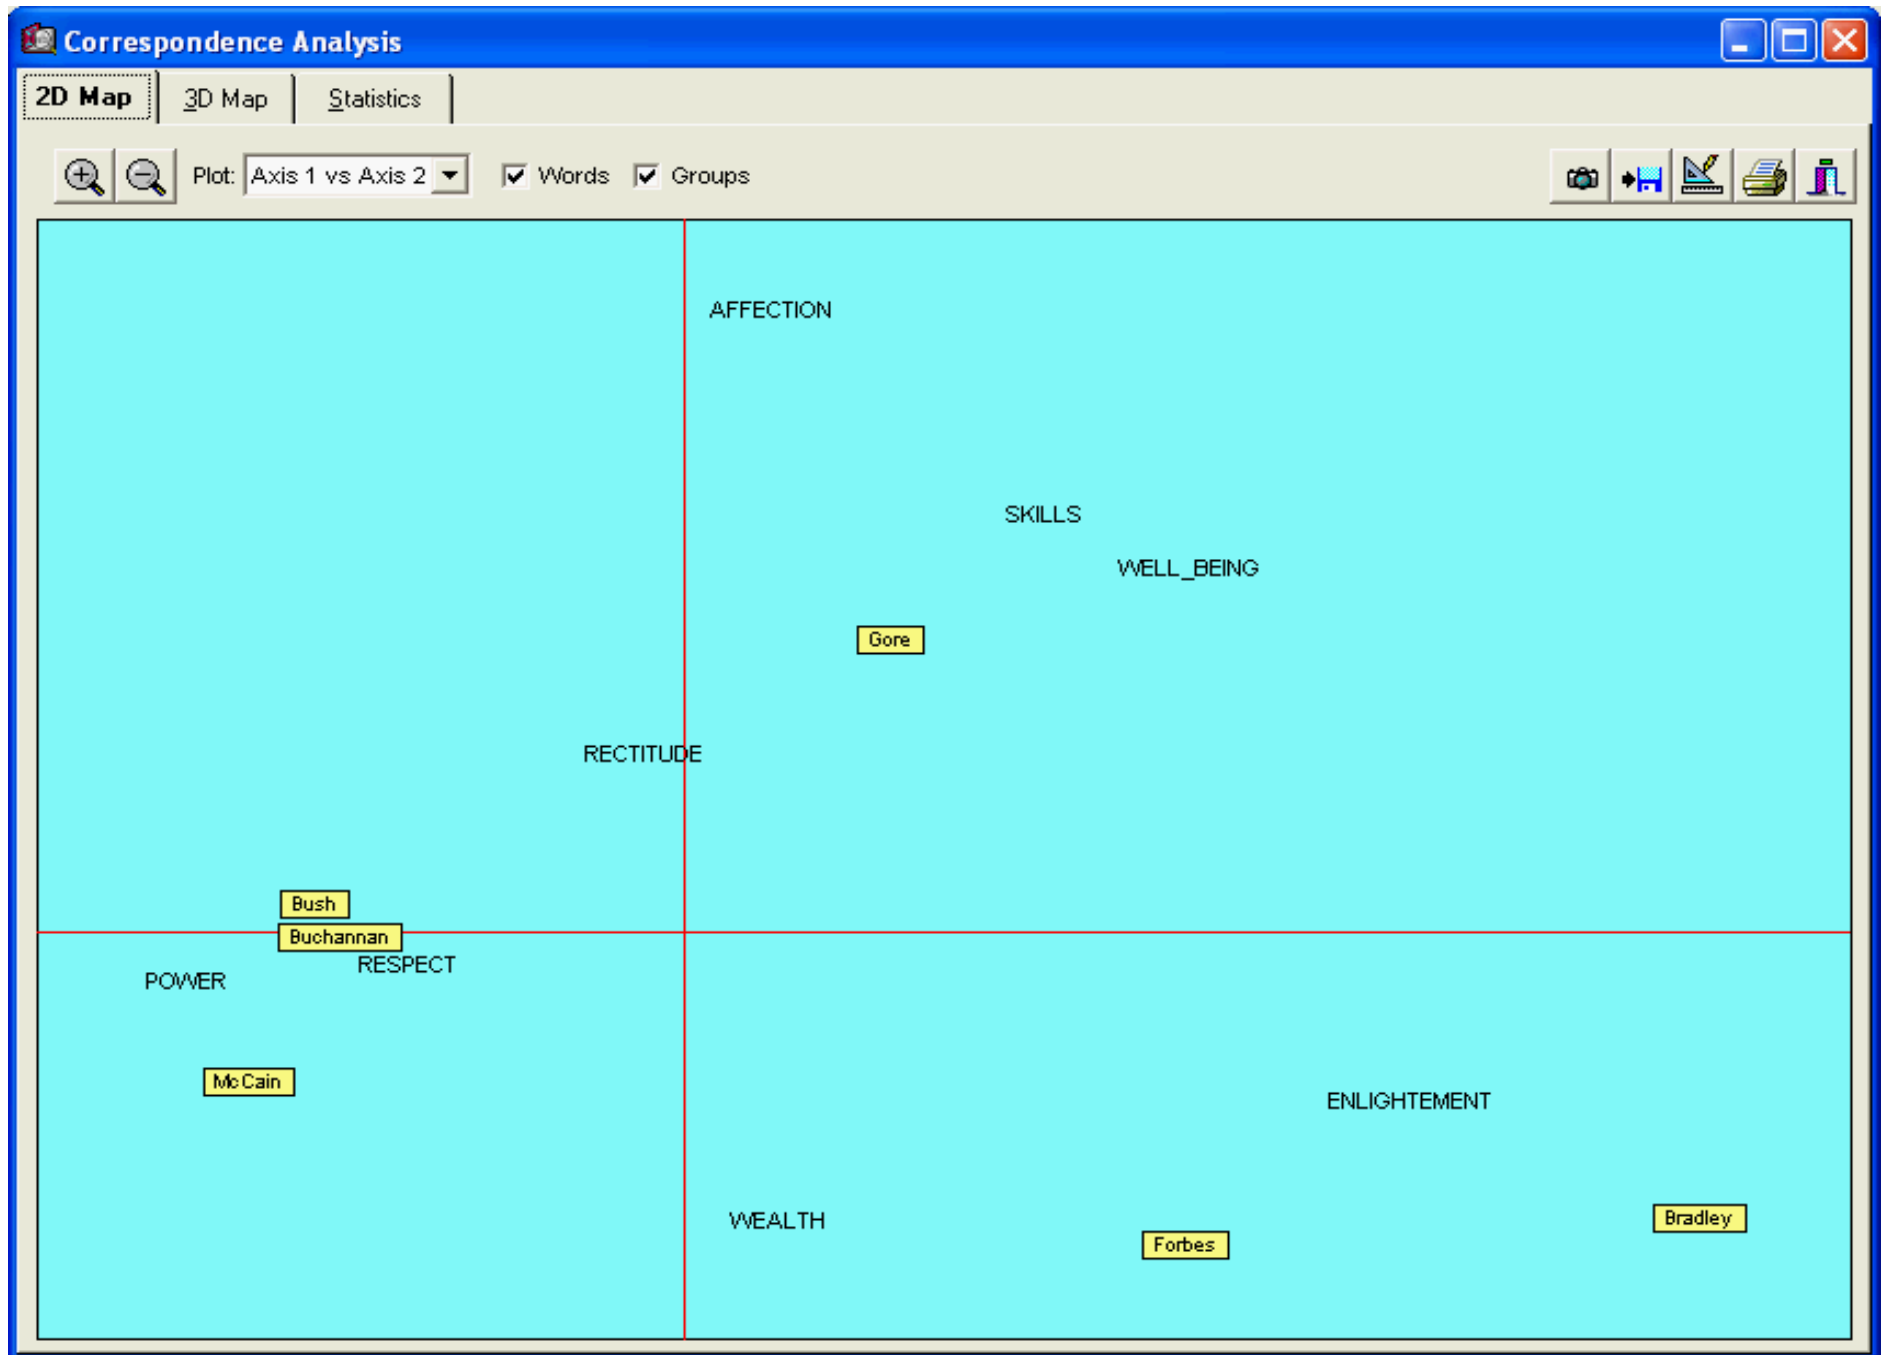 Correspondence Analysis
2D Map 3D Map Statistics
Plot: Axis 1 vs Axis 2 Words Groups
AFFECTION
SKILLS
WELL_BEING
Gore
RECTITUDE
Bush
Buchannan
RESPECT
POWER
McCain
ENLIGHTEMENT
WEALTH
Bradley
Forbes